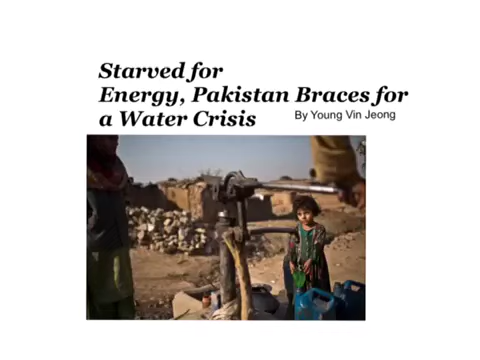 Starved for
Energy, Pakistan Braces for
a Water Crisis
By Young Vin Jeong